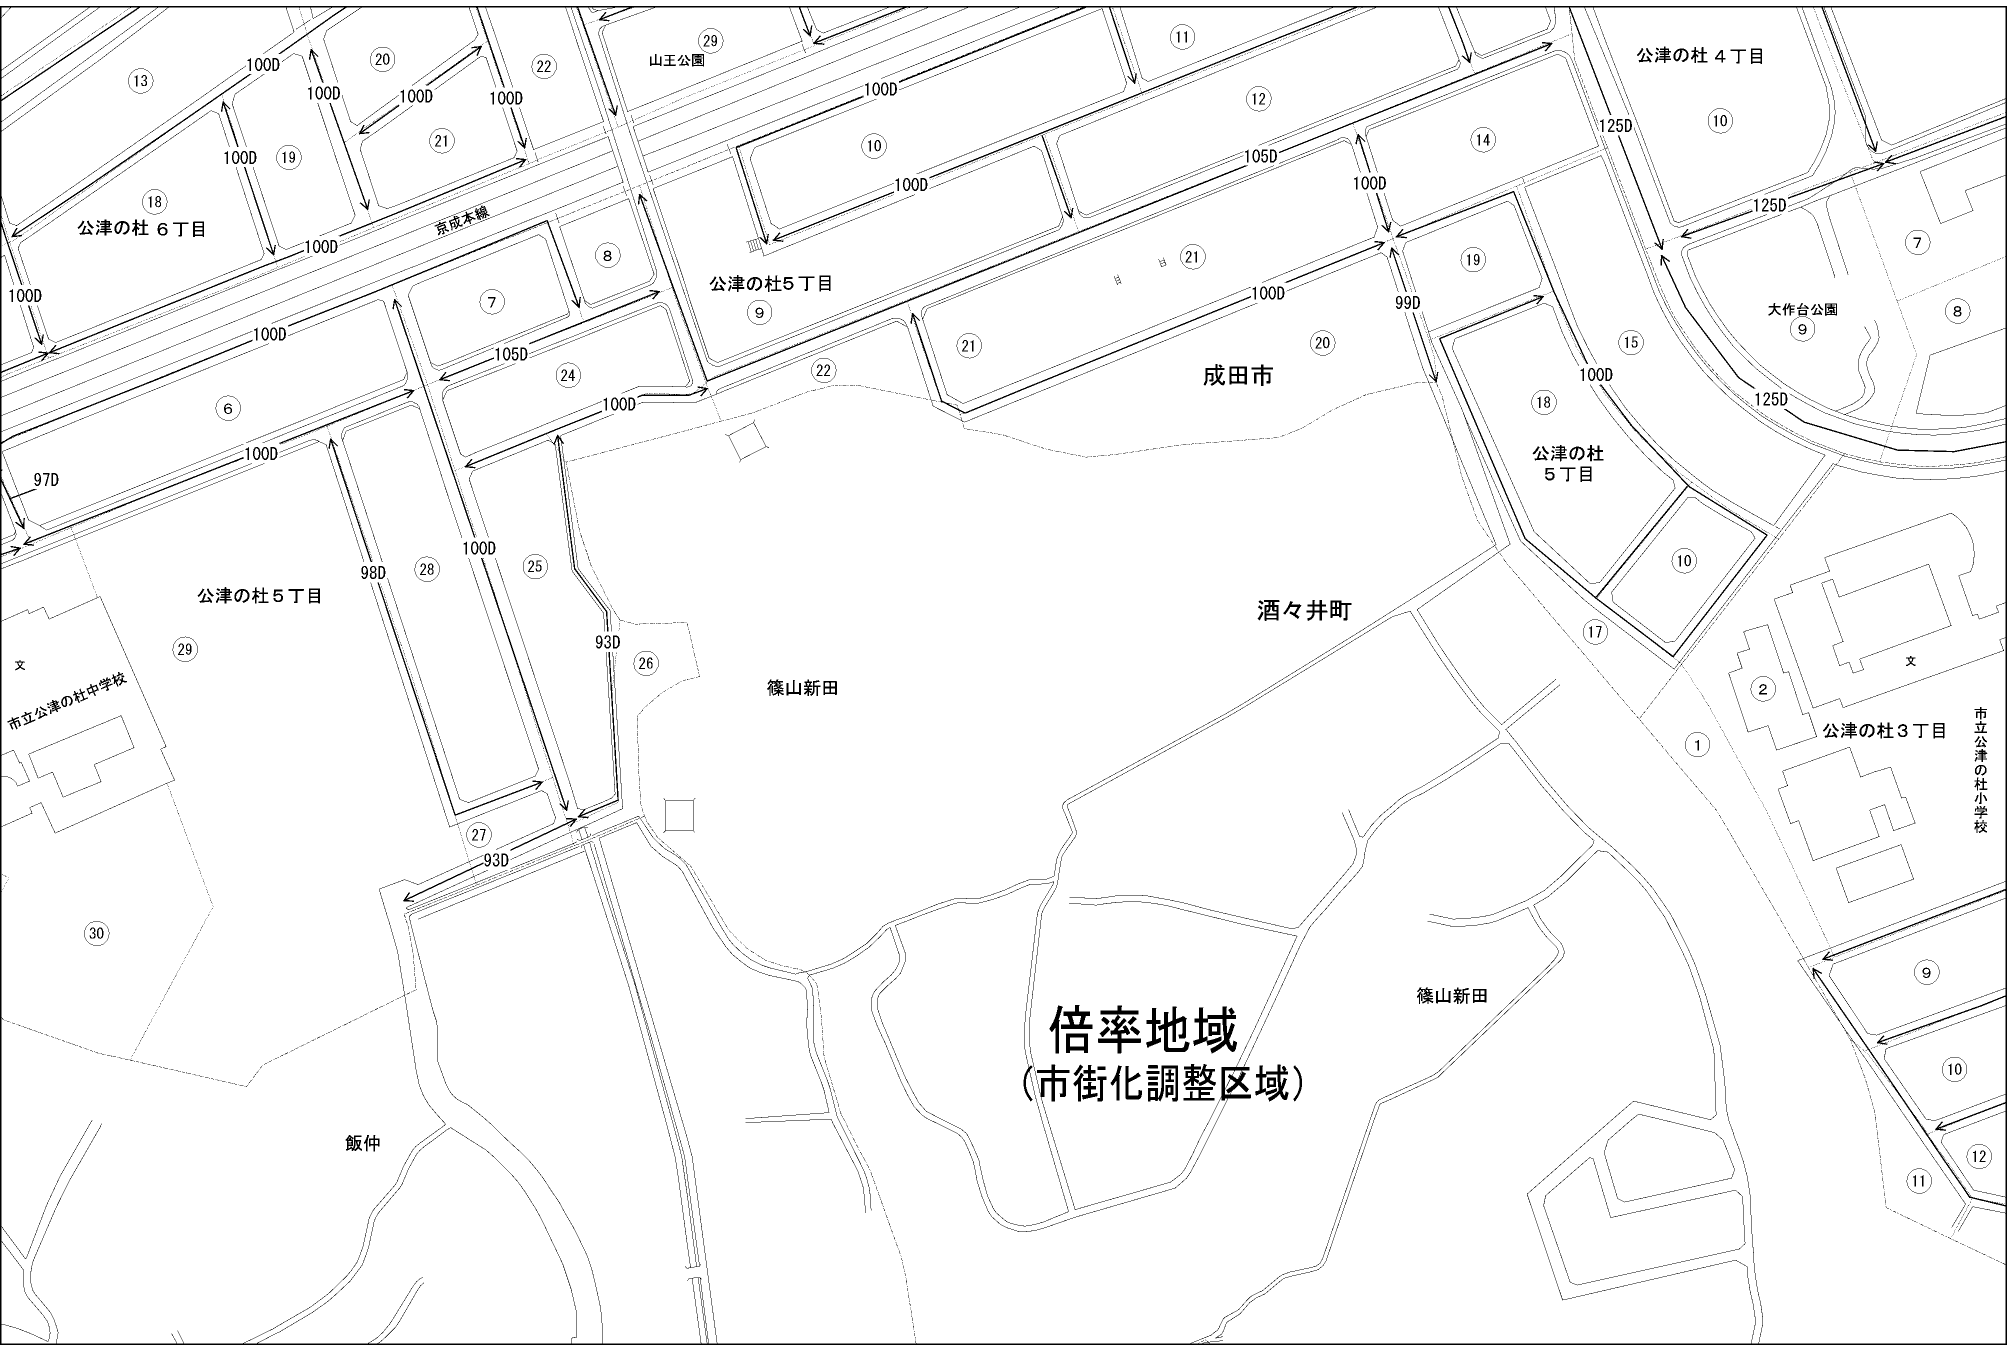 29
11
公津の杜 4丁目
20
22
山王公園
100D
13
100D
100D
100D
100D
100D
12
10
125D
21
14
10
100D
19
105D
100D
100D
18
125D
公津の杜 6丁目
京成本線
100D
7
8
21
19
公津の杜5丁目
100D
100D
99D
7
9
大作台公園
9
8
100D
105D
21
20
15
22
成田市
24
100D
125D
6
100D
18
100D
公津の杜
5丁目
97D
100D
98D
28
25
10
公津の杜5丁目
酒々井町
29
93D
26
17
文
市立公津の杜中学校
篠山新田
文
2
1
公津の杜3丁目
市立公津の杜小学校
27
93D
30
9
篠山新田
倍率地域
(市街化調整区域)
10
飯仲
12
11